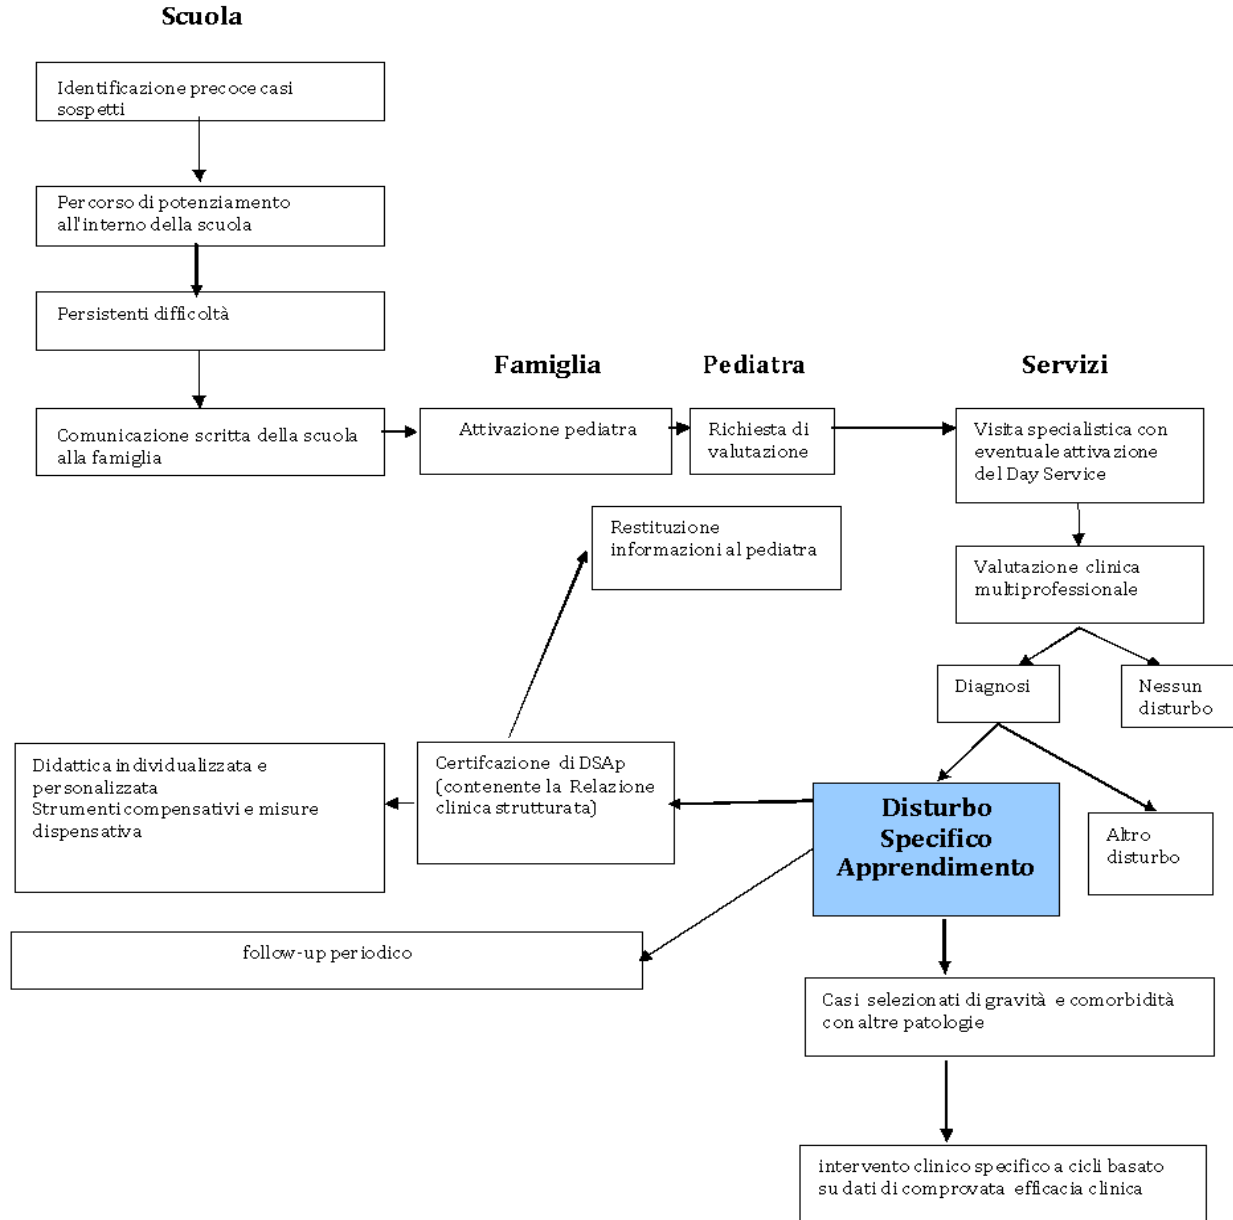 Scuola
Identificazione precoce casi
sospetti
Percorso di potenziamento
all'interno della scuola
Persistenti difficoltà
Famiglia
Pediatra
Servizi
Comunicazione scritta della scuola
alla famiglia
Attivazione pediatra
Richiesta di
valutazione
Visita specialistica con
eventuale attivazione
del Day Service
Restituzione
informazioni al pediatra
Valutazione clinica
multiprofessionale
Diagnosi
Nessun
disturbo
Didattica individualizzata e
personalizzata
Strumenti compensativi e misure
dispensativa
Certifcazione di DSAp
(contenente la Relazione
clinica strutturata)
Disturbo
Specifico
Apprendimento
Altro
disturbo
follow-up periodico
Casi selezionati di gravità e comorbidità
con altre patologie
intervento clinico specifico a cicli basato
su dati di comprovata efficacia clinica